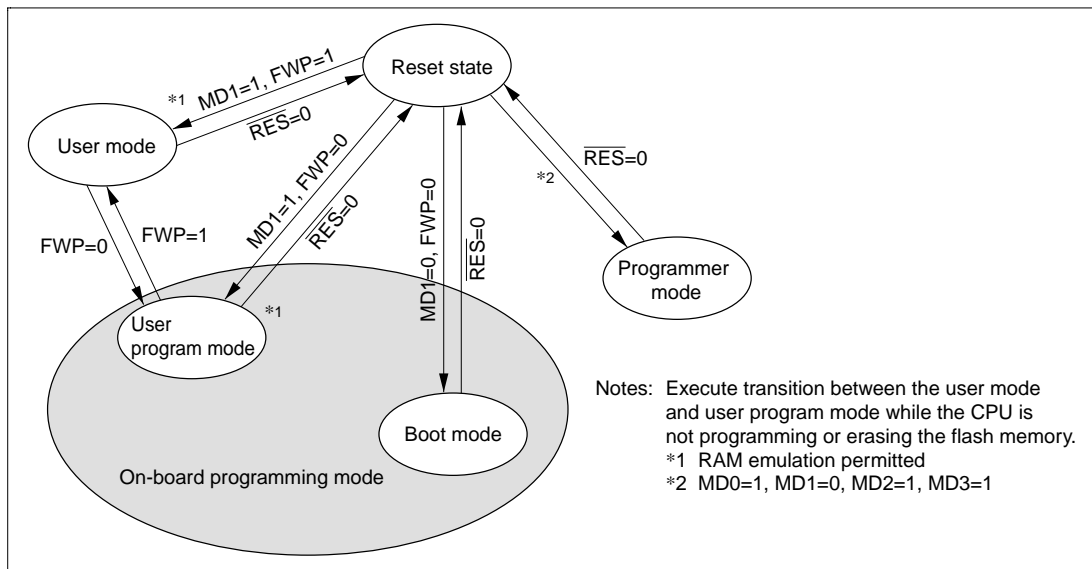 Reset state
*1 MD1=1, FWP=1
RES=0
User mode
MD1=1, FWP=0
RES=0
MD1=0, FWP=0
RES=0
*2
RES=0
FWP=0
FWP=1
Programmer
mode
User
program mode
*1
Boot mode
On-board programming mode
Notes: Execute transition between the user mode
and user program mode while the CPU is
not programming or erasing the flash memory.
*1 RAM emulation permitted
*2 MD0=1, MD1=0, MD2=1, MD3=1